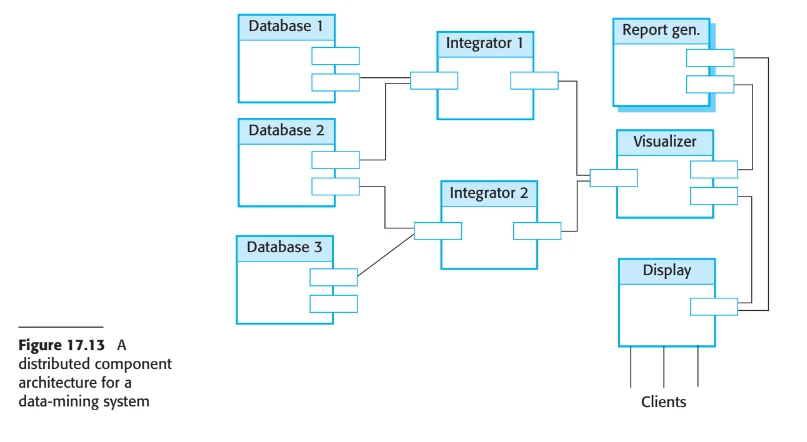 Database 1
Integrator 1
Report gen.
Database 2
Visualizer
Integrator 2
Database 3
Display
Clients
Figure 17.13 A
distributed component
architecture for a
data-mining system